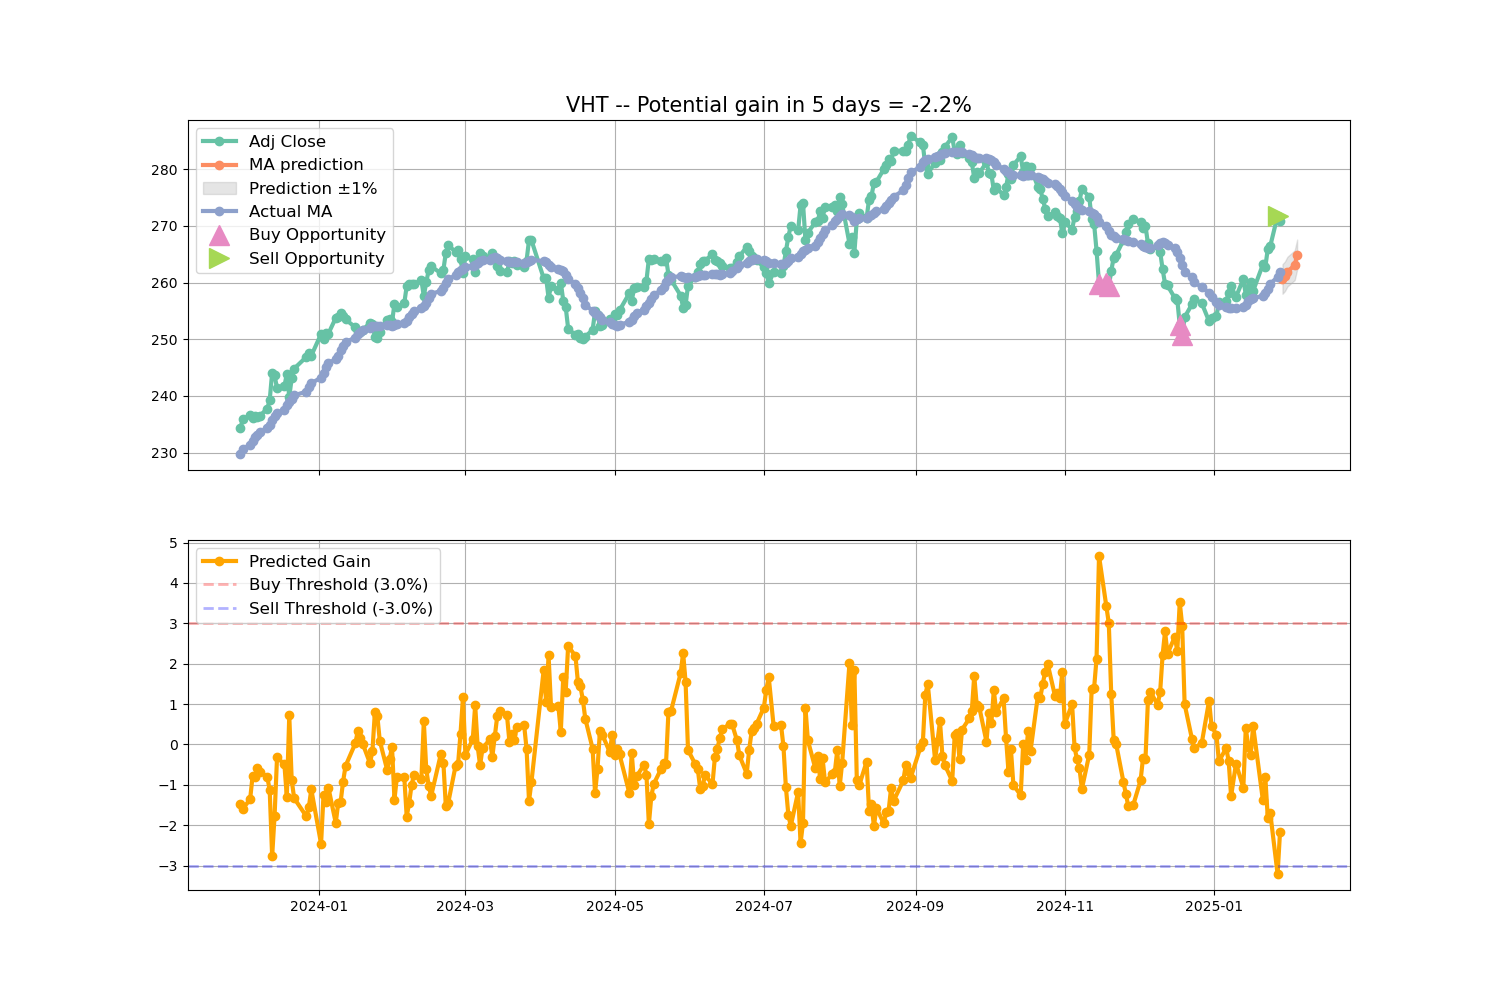 VHT -- Potential gain in 5 days = -2.2%
Adj Close
MA prediction
Prediction ±1%
Actual MA
Buy Opportunity
Sell Opportunity
280
270
260
250
240
230
Predicted Gain
Buy Threshold (3.0%)
Sell Threshold (-3.0%)
5
4
3
2
1
0
−1
−2
−3
2024-01 2024-03 2024-05 2024-07 2024-09 2024-11 2025-01